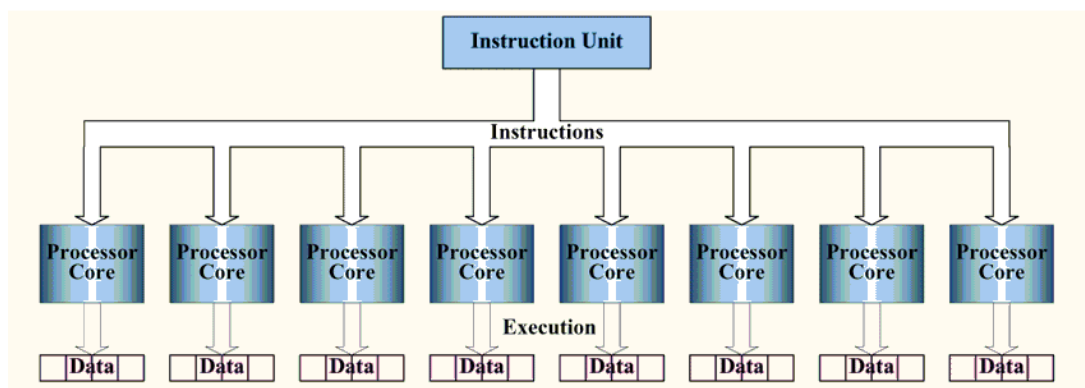 Instruction Unit
Instructions
Processor Core
Processor Core
Processor Core
Processor Core
Processor Core
Processor Core
Processor Core
Processor Core
Execution
Data
Data
Data
Data
Data
Data
Data
Data